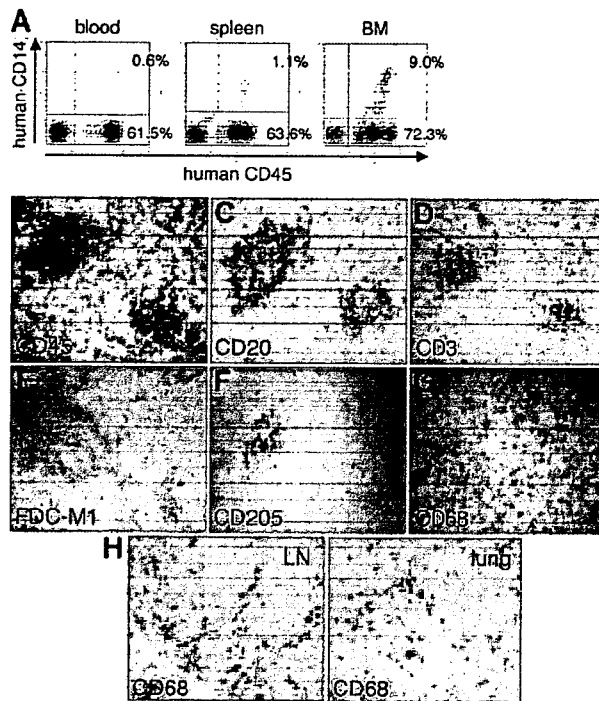 A
blood spleen BM
human CD14
0.6% 1.1% 9.0%
61.5% 63.6% 72.3%
human CD45
C D
CD45 CD20 CD3
E F G
FDC-M1 CD205 CD68
H LN lung
CD68 CD68